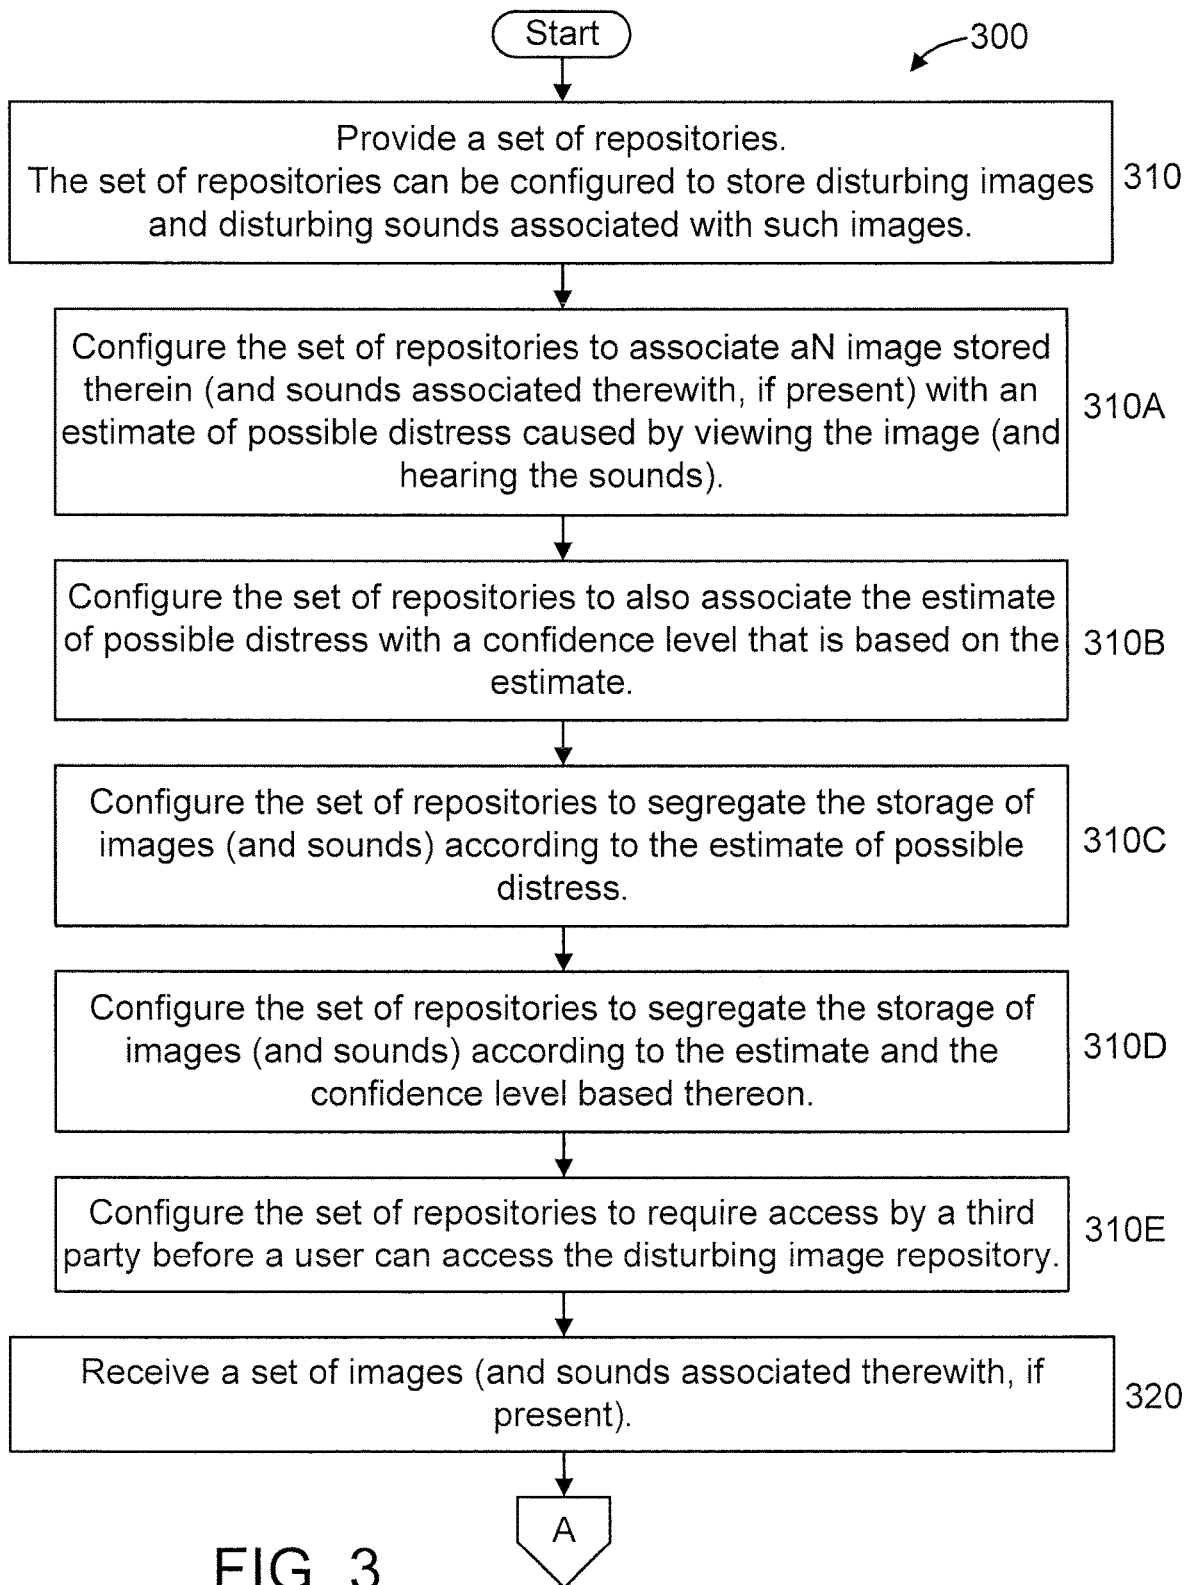 Start
300
Provide a set of repositories.
The set of repositories can be configured to store disturbing images
and disturbing sounds associated with such images.
310
Configure the set of repositories to associate aN image stored
therein (and sounds associated therewith, if present) with an
estimate of possible distress caused by viewing the image (and
hearing the sounds).
310A
Configure the set of repositories to also associate the estimate
of possible distress with a confidence level that is based on the
estimate.
310B
Configure the set of repositories to segregate the storage of
images (and sounds) according to the estimate of possible
distress.
310C
Configure the set of repositories to segregate the storage of
images (and sounds) according to the estimate and the
confidence level based thereon.
310D
Configure the set of repositories to require access by a third
party before a user can access the disturbing image repository.
310E
Receive a set of images (and sounds associated therewith, if
present).
320
A
FIG. 3